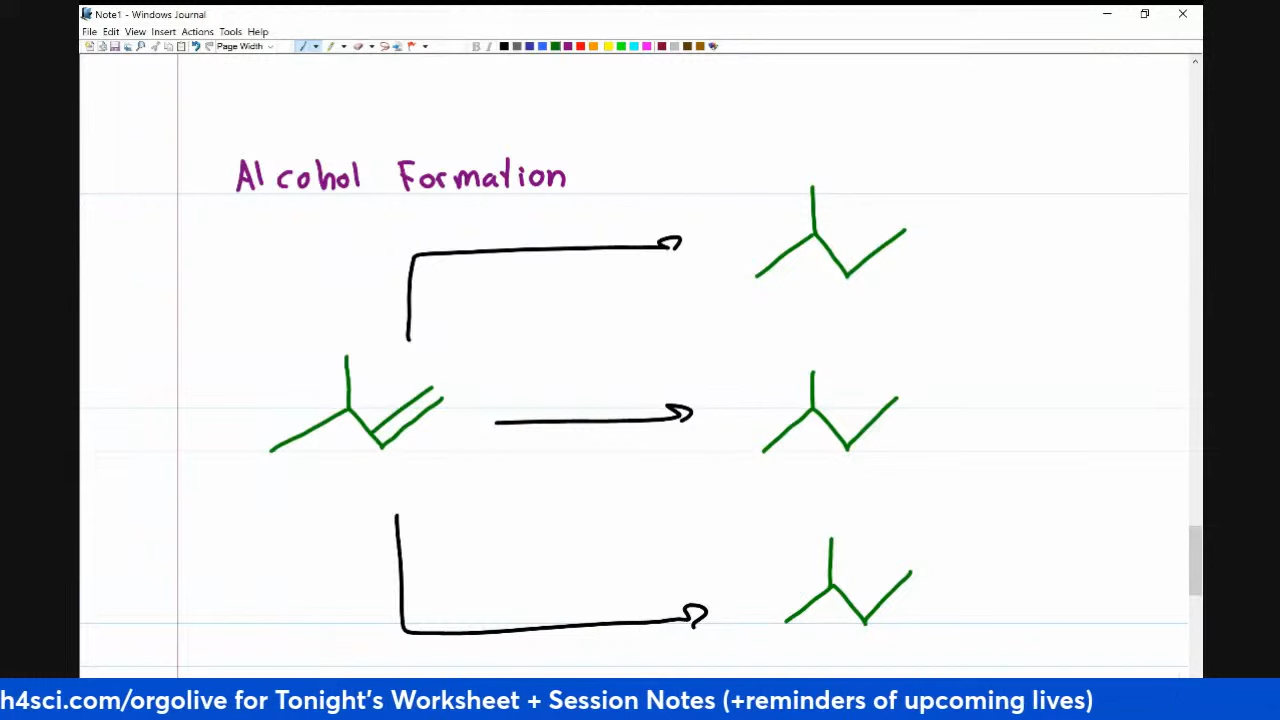 Note1 - Windows Journal
File Edit View Insert Actions Tools Help
Page Width
B I
Alcohol Formation
h4sci.com/orgolive for Tonight's Worksheet + Session Notes (+reminders of upcoming lives)